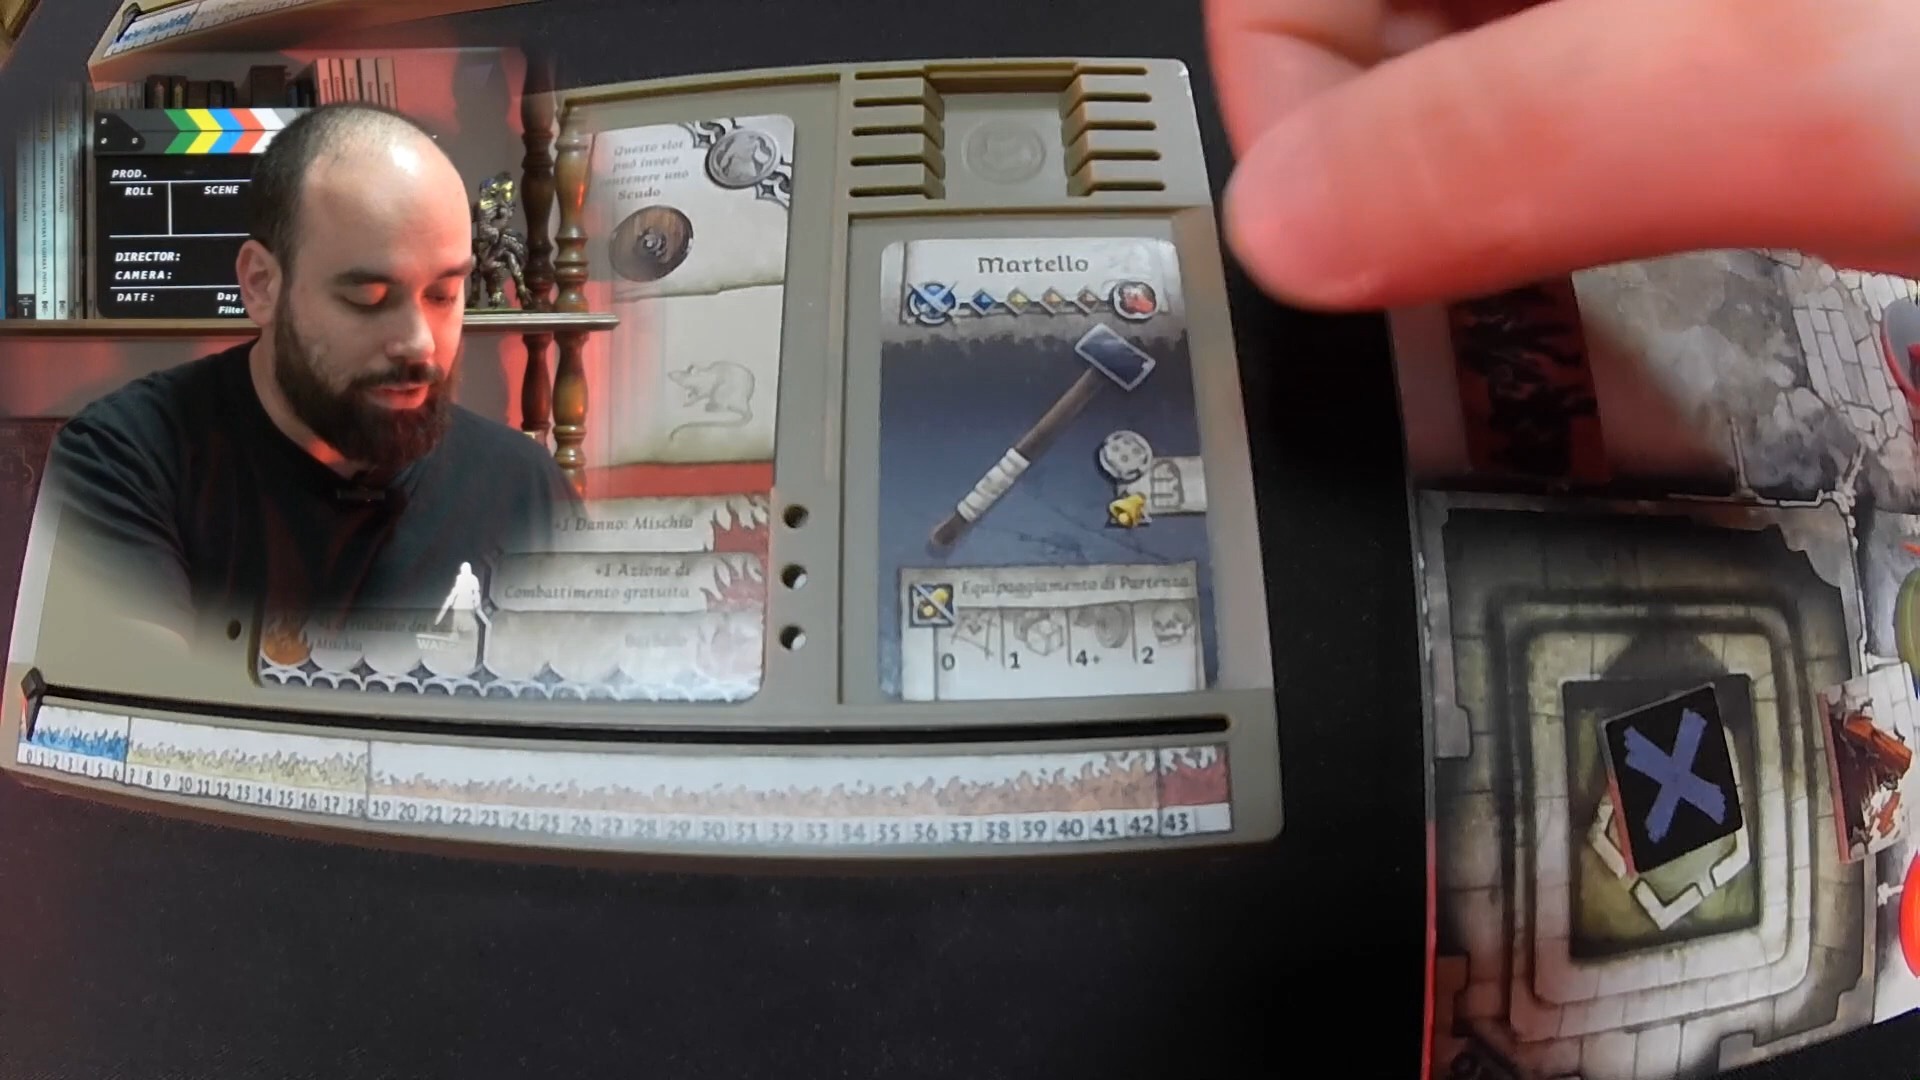 PROD.
ROLL SCENE
DIRECTOR:
CAMERA:
DATE: Day
Filter
Questo slot
può invece
contenere uno
Scudo
+1 Danno: Mischia
+1 Azione di
Combattimento gratuita
Mischia
Martello
Equipaggiamento di Partenza
0 1 4+ 2
0 1 2 3 4 5 6 7 8 9 10 11 12 13 14 15 16 17 18 19 20 21 22 23 24 25 26 27 28 29 30 31 32 33 34 35 36 37 38 39 40 41 42 43
X